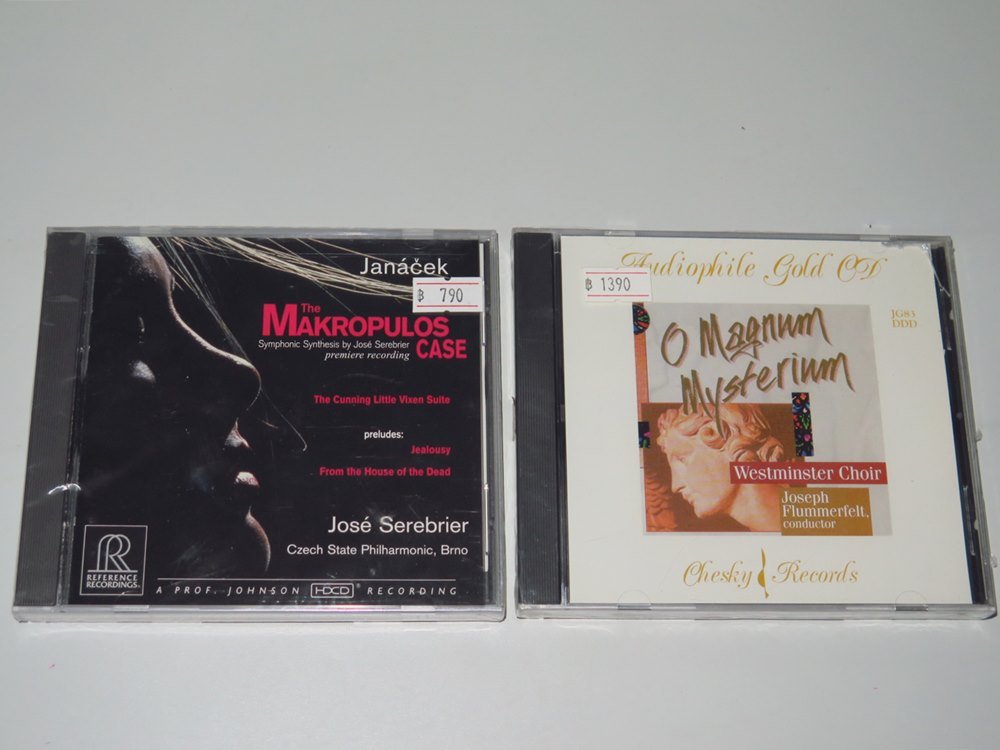 Janáček
฿ 790
The
MAKROPULOS
Symphonic Synthesis by José Serebrier
premiere recording
CASE
The Cunning Little Vixen Suite
preludes:
Jealousy
From the House of the Dead
José Serebrier
Czech State Philharmonic, Brno
RR
REFERENCE
RECORDINGS
A PROF. JOHNSON HDCD RECORDING
Audiophile Gold CD
฿ 1390
JG83
DDD
O Magnum
Mysterium
Westminster Choir
Joseph
Flummerfelt,
conductor
Chesky Records